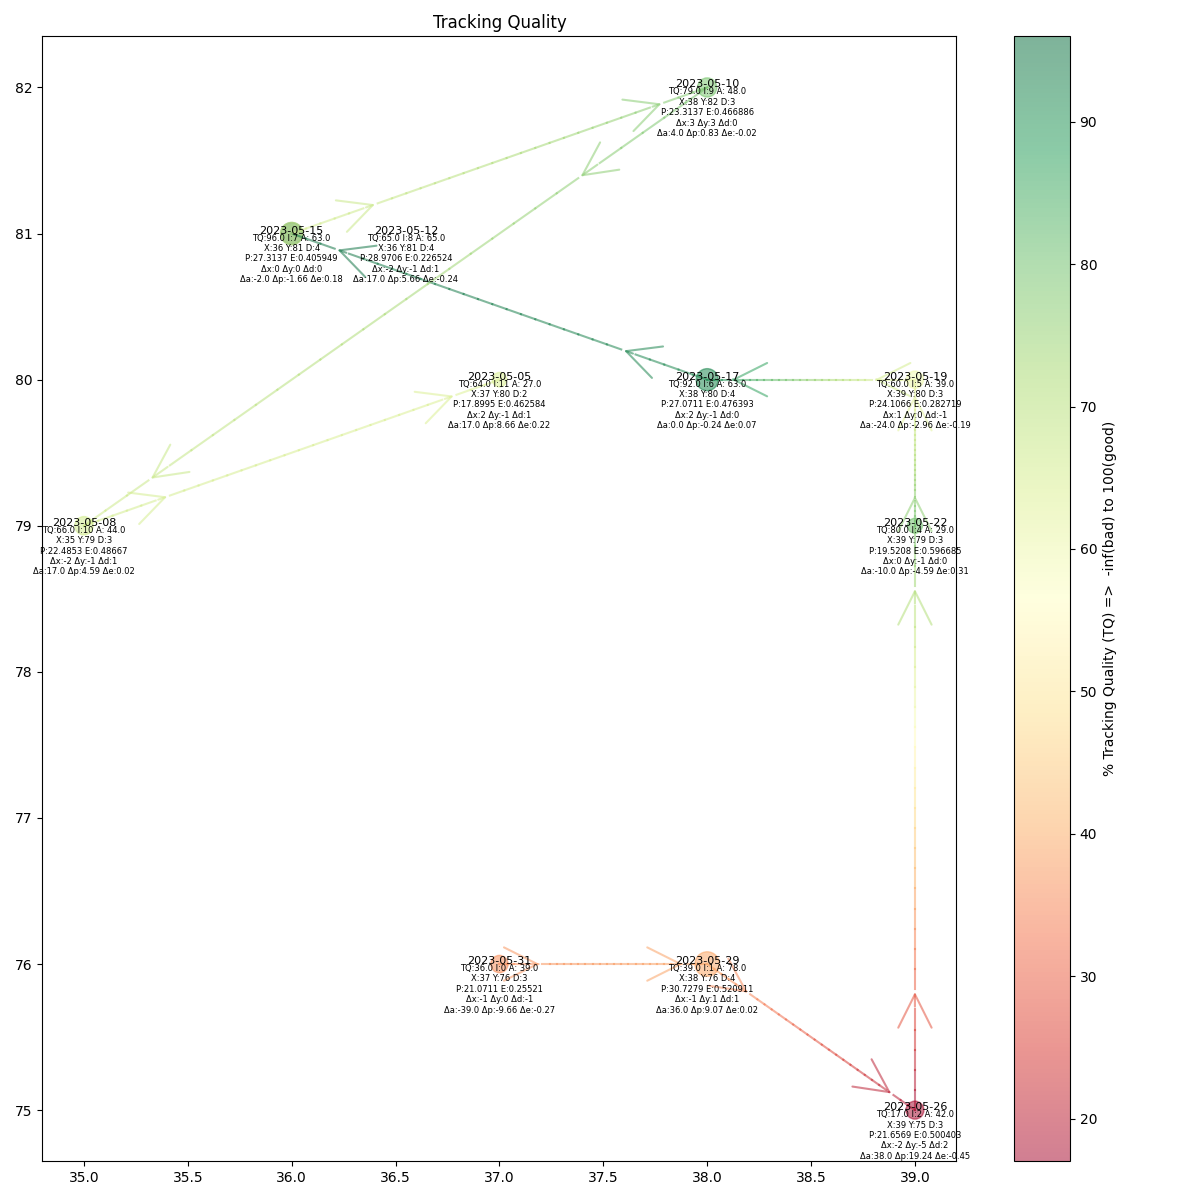 Tracking Quality
2023-05-10
TQ:79.0 I:9 A: 48.0
X:38 Y:82 D:3
P:23.3137 E:0.466886
Δx:3 Δy:3 Δd:0
Δa:4.0 Δp:0.83 Δe:-0.02
2023-05-15
TQ:96.0 I:7 A: 63.0
X:36 Y:81 D:4
P:27.3137 E:0.405949
Δx:0 Δy:0 Δd:0
Δa:-2.0 Δp:-1.66 Δe:0.18
2023-05-12
TQ:65.0 I:8 A: 65.0
X:36 Y:81 D:4
P:28.9706 E:0.226524
Δx:-2 Δy:-1 Δd:1
Δa:17.0 Δp:5.66 Δe:-0.24
2023-05-05
TQ:64.0 I:11 A: 27.0
X:37 Y:80 D:2
P:17.8995 E:0.462584
Δx:2 Δy:-1 Δd:1
Δa:17.0 Δp:8.66 Δe:0.22
2023-05-17
TQ:92.0 I:6 A: 63.0
X:38 Y:80 D:4
P:27.0711 E:0.476393
Δx:2 Δy:-1 Δd:0
Δa:0.0 Δp:-0.24 Δe:0.07
2023-05-19
TQ:60.0 I:5 A: 39.0
X:39 Y:80 D:3
P:24.1066 E:0.282719
Δx:1 Δy:0 Δd:-1
Δa:-24.0 Δp:-2.96 Δe:-0.19
2023-05-08
TQ:66.0 I:10 A: 44.0
X:35 Y:79 D:3
P:22.4853 E:0.48667
Δx:-2 Δy:-1 Δd:1
Δa:17.0 Δp:4.59 Δe:0.02
2023-05-22
TQ:80.0 I:4 A: 29.0
X:39 Y:79 D:3
P:19.5208 E:0.596685
Δx:0 Δy:-1 Δd:0
Δa:-10.0 Δp:-4.59 Δe:0.31
2023-05-31
TQ:36.0 I:0 A: 39.0
X:37 Y:76 D:3
P:21.0711 E:0.25521
Δx:-1 Δy:0 Δd:-1
Δa:-39.0 Δp:-9.66 Δe:-0.27
2023-05-29
TQ:39.0 I:1 A: 78.0
X:38 Y:76 D:4
P:30.7279 E:0.520911
Δx:-1 Δy:1 Δd:1
Δa:36.0 Δp:9.07 Δe:0.02
2023-05-26
TQ:17.0 I:2 A: 42.0
X:39 Y:75 D:3
P:21.6569 E:0.500403
Δx:-2 Δy:-5 Δd:2
Δa:38.0 Δp:19.24 Δe:-0.45
82
81
80
79
78
77
76
75
35.0 35.5 36.0 36.5 37.0 37.5 38.0 38.5 39.0
90
80
70
60
50
40
30
20
% Tracking Quality (TQ) => -inf(bad) to 100(good)